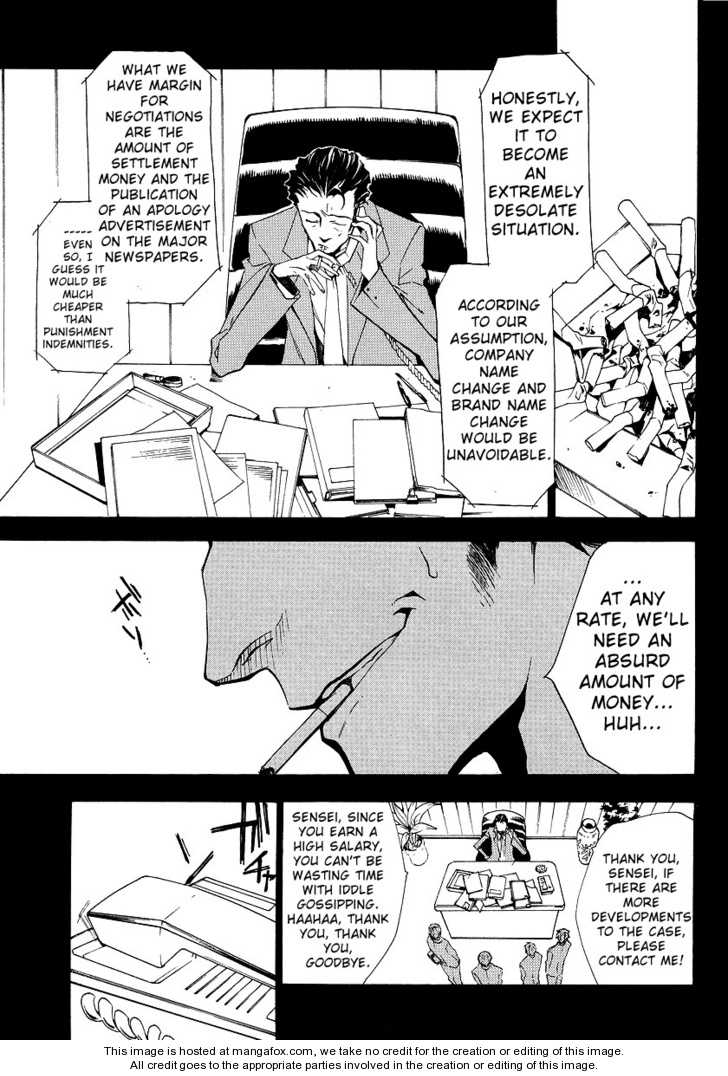 HONESTLY,
WE EXPECT
IT TO
BECOME
AN
EXTREMELY
DESOLATE
SITUATION.
ACCORDING
TO OUR
ASSUMPTION,
COMPANY
NAME
CHANGE AND
BRAND NAME
CHANGE
WOULD BE
UNAVOIDABLE.
WHAT WE
HAVE MARGIN
FOR
NEGOTIATIONS
ARE THE
AMOUNT OF
SETTLEMENT
MONEY AND THE
PUBLICATION
OF AN APOLOGY
ADVERTISEMENT
ON THE MAJOR
NEWSPAPERS.
-----
EVEN
SO, I
GUESS IT
WOULD BE
MUCH
CHEAPER
THAN
PUNISHMENT
INDEMNITIES.
...
AT ANY
RATE, WE'LL
NEED AN
ABSURD
AMOUNT OF
MONEY...
HUH...
THANK YOU,
SENSEI, IF
THERE ARE
MORE
DEVELOPMENTS
TO THE CASE,
PLEASE
CONTACT ME!
SENSEI, SINCE
YOU EARN A
HIGH SALARY,
YOU CAN'T BE
WASTING TIME
WITH IDDLE
GOSSIPPING.
HAAHAA, THANK
YOU, THANK
YOU,
GOODBYE.
This image is hosted at mangafox.com, we take no credit for the creation or editing of this image.
All credit goes to the appropriate parties involved in the creation or editing of this image.